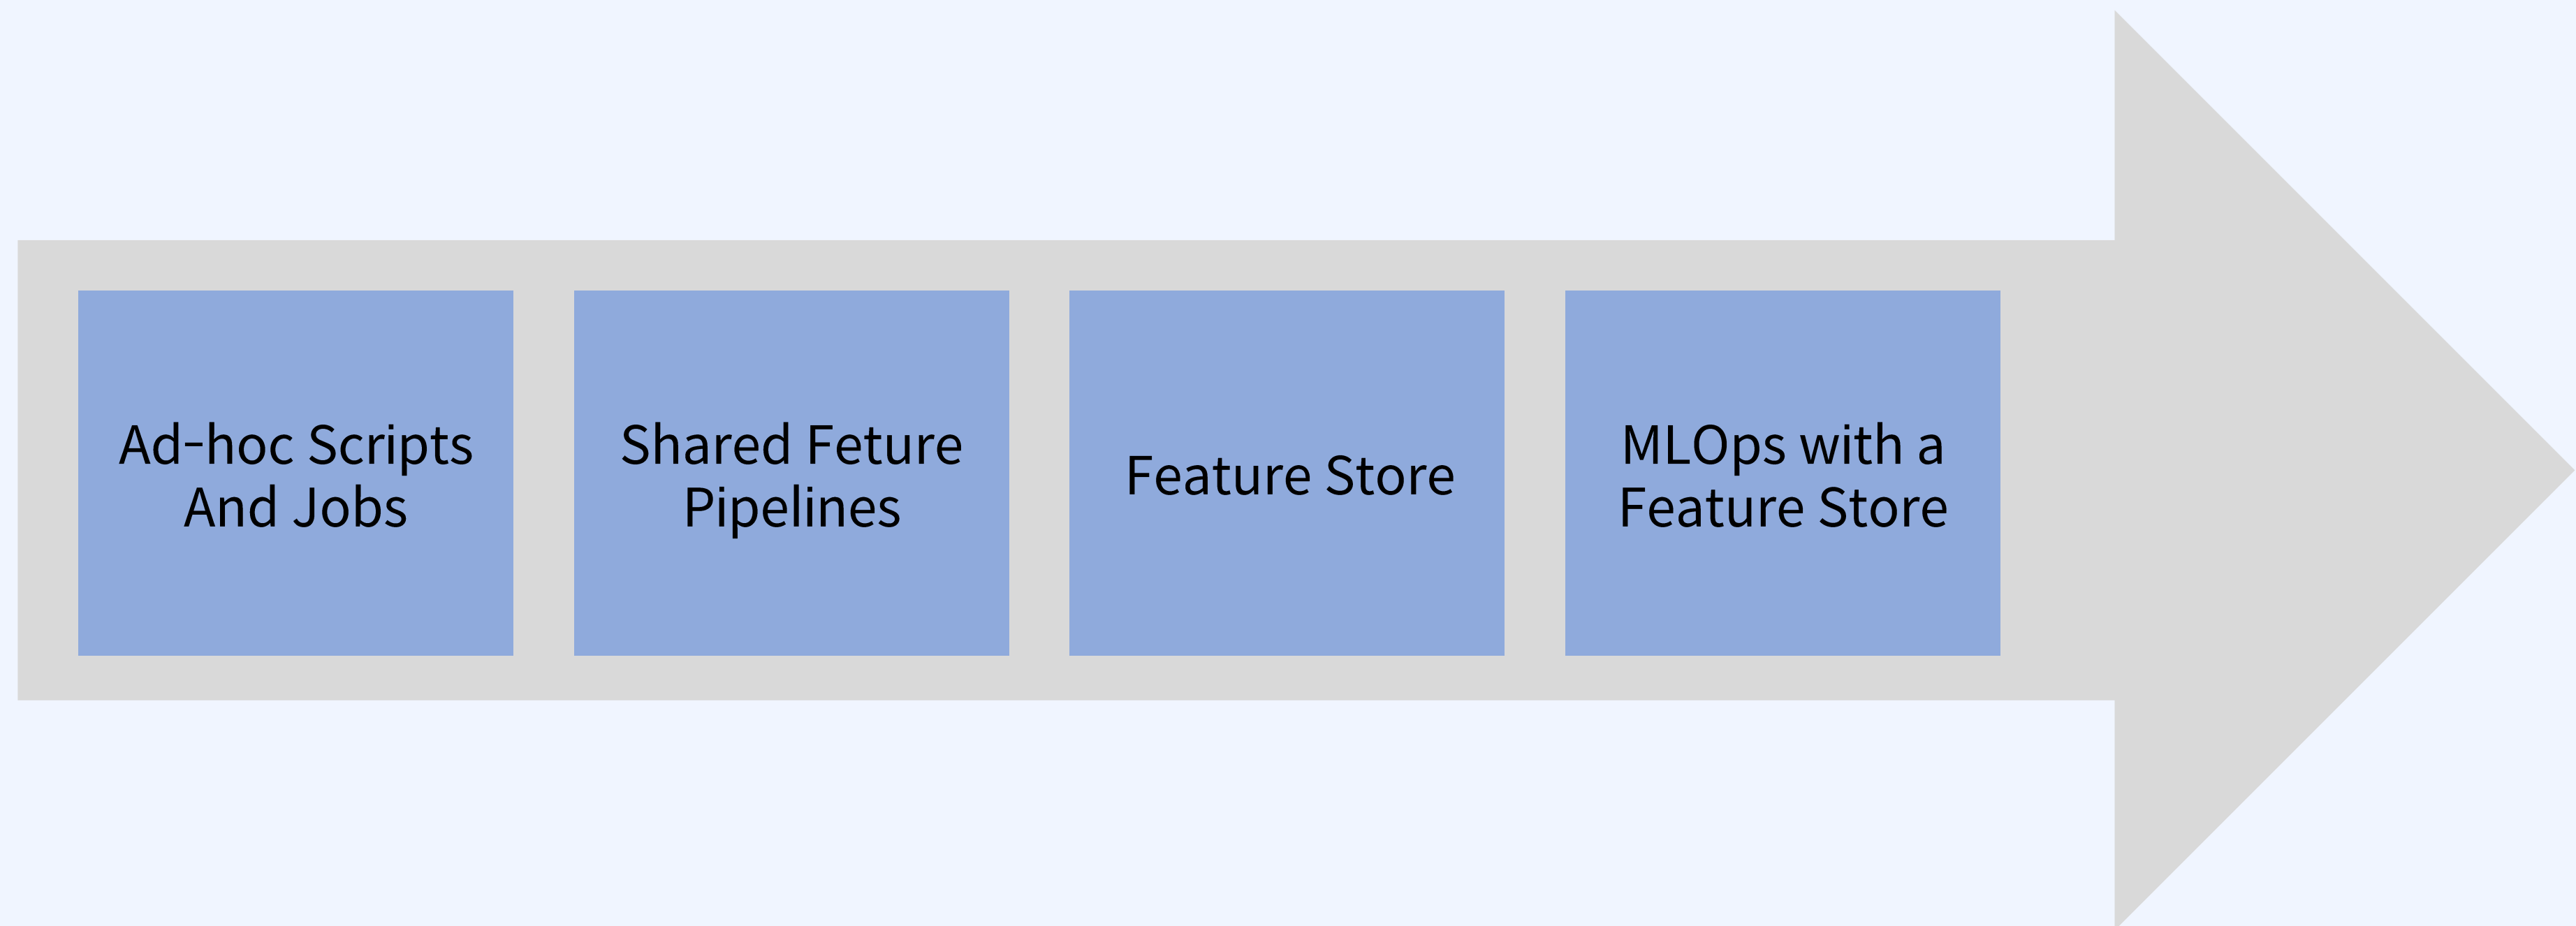 Ad-hoc Scripts
And Jobs
Shared Feture
Pipelines
Feature Store
MLOps with a
Feature Store